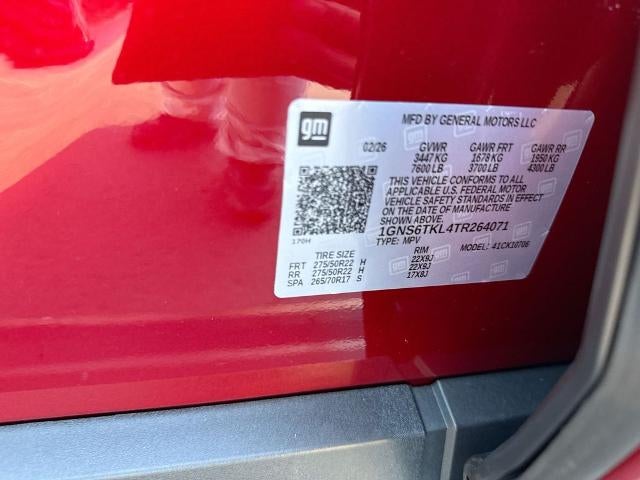 gm
MFD BY GENERAL MOTORS LLC
02/26 GVWR GAWR FRT GAWR RR
3447 KG 1678 KG 1950 KG
7600 LB 3700 LB 4300 LB
THIS VEHICLE CONFORMS TO ALL
APPLICABLE U.S. FEDERAL MOTOR
VEHICLE SAFETY STANDARDS IN EFFECT
ON THE DATE OF MANUFACTURE
SHOWN ABOVE.
1GNS6TKL4TR264071
TYPE: MPV MODEL: 41CK10706
170H
TIRE SIZE RIM
FRT 275/50R22 H 22X9J
RR 275/50R22 H 22X9J
SPA 265/70R17 S 17X8J